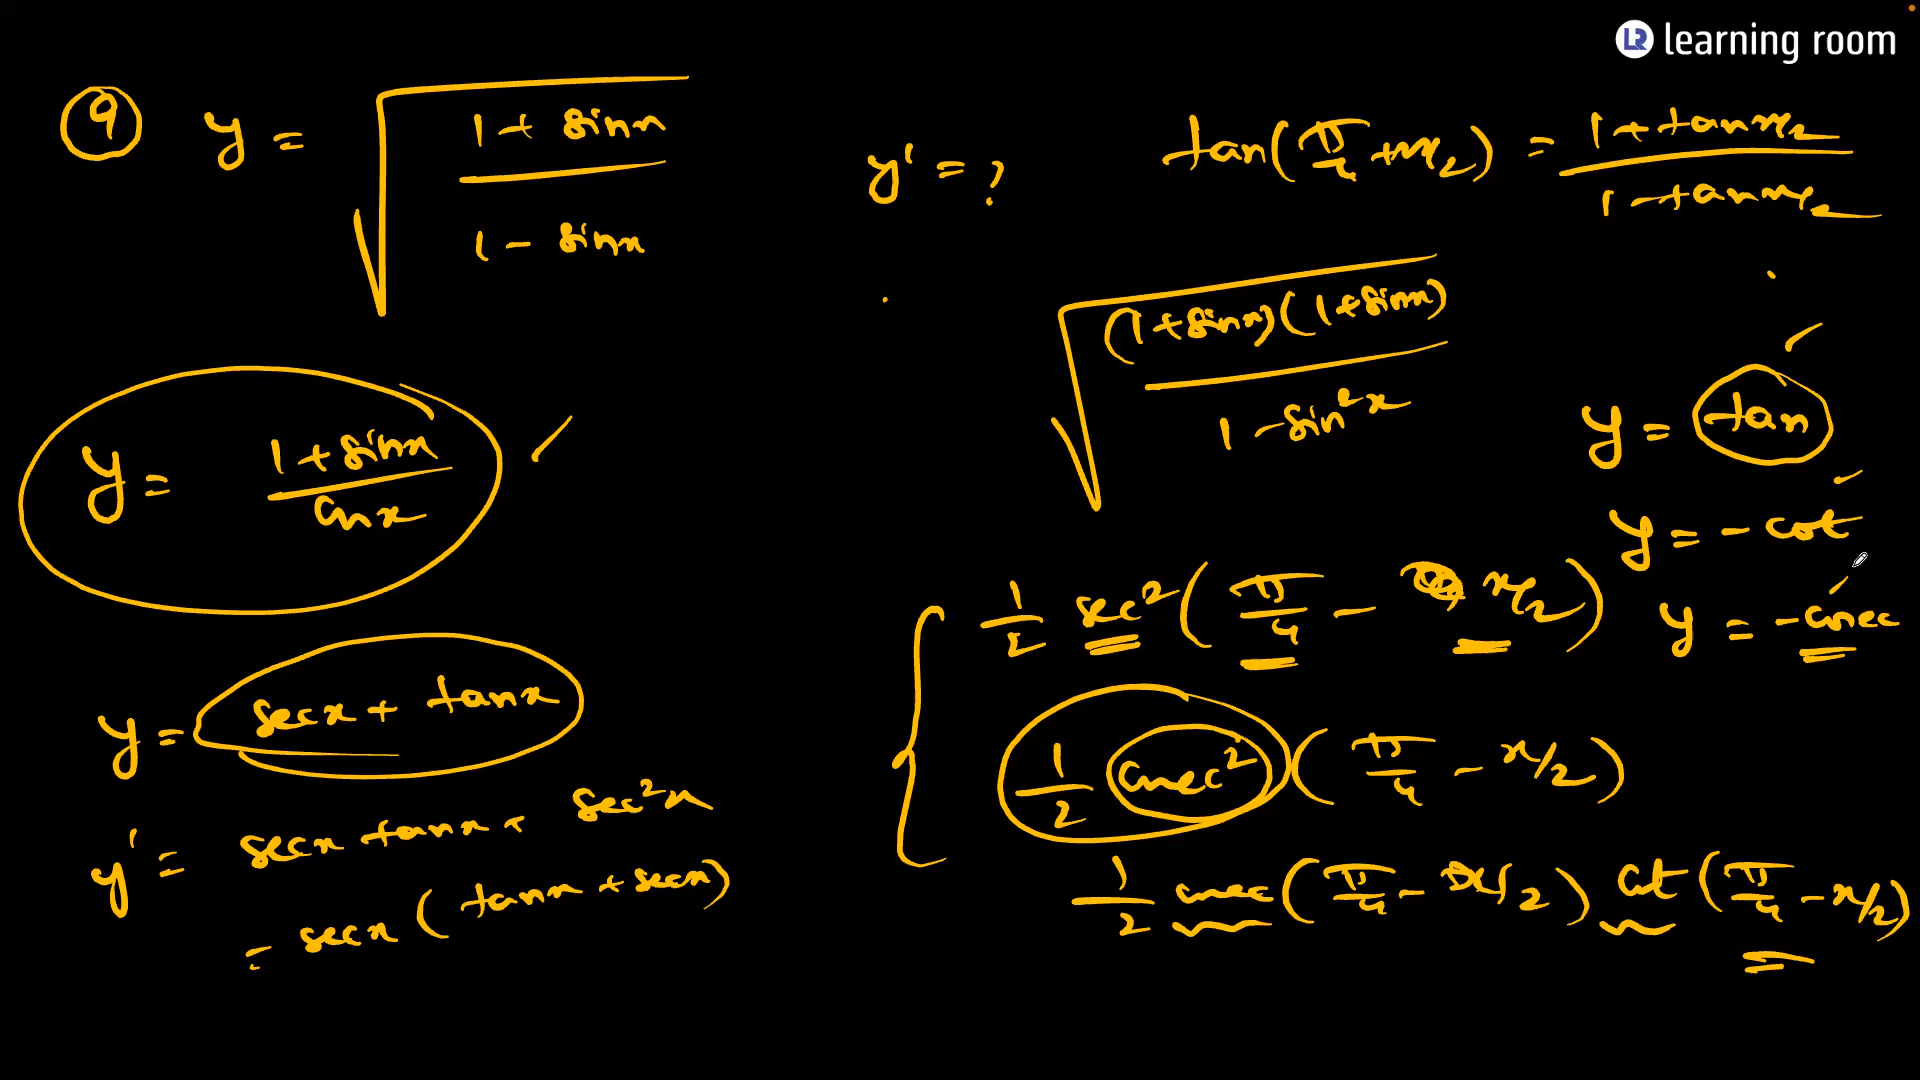 learning room
9 y = √((1 + sinx)/(1 - sinx))
y' = ?
tan(π/4 + x/2) = (1 + tan x/2)/(1 - tan x/2)
√((1+sinx)(1+sinx)/(1 - sin²x))
y = (1 + sinx)/cosx
y = tan
y = - cot
y = - cosec
1/2 sec² (π/4 - x/2)
1/2 cosec² (π/4 - x/2)
1/2 cosec (π/4 - x/2) cot (π/4 - x/2)
y = secx + tanx
y' = secx tanx + sec²x
= secx (tanx + secx)